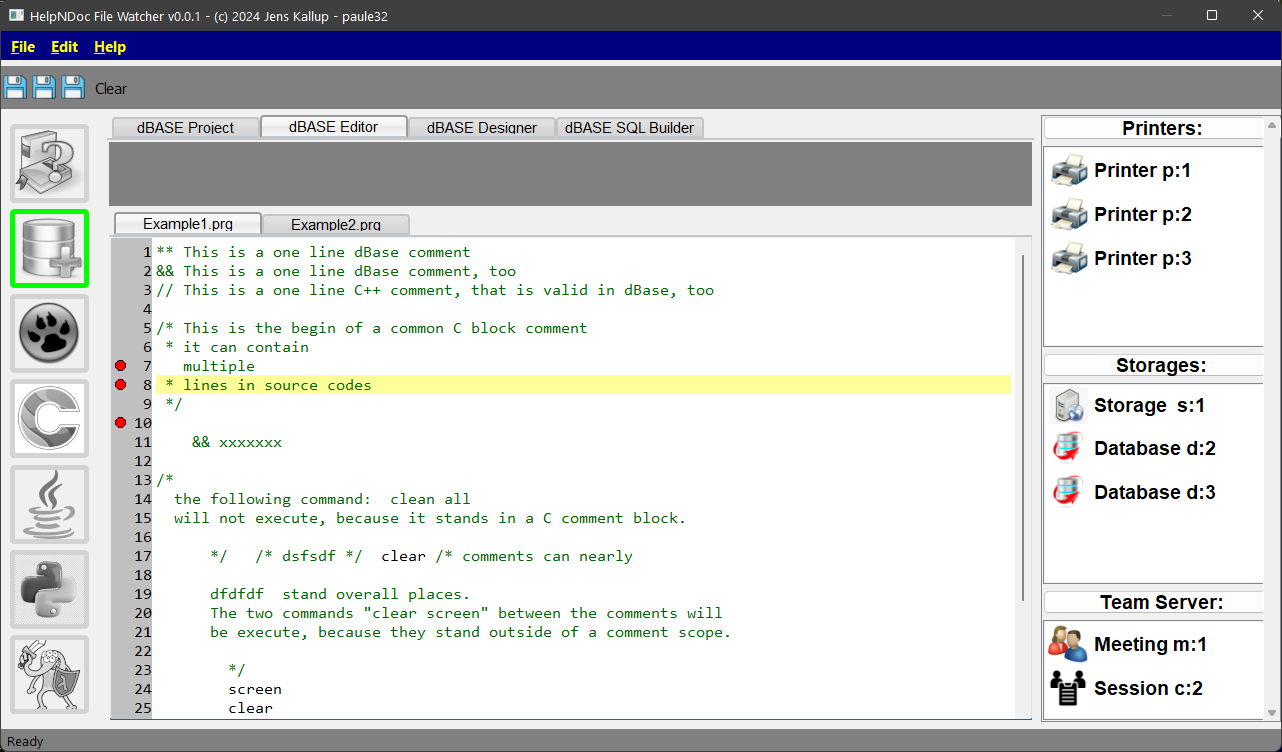 HelpNDoc File Watcher v0.0.1 - (c) 2024 Jens Kallup - paule32
File Edit Help
Clear
dBASE Project dBASE Editor dBASE Designer dBASE SQL Builder
Example1.prg Example2.prg
1 ** This is a one line dBase comment
2 && This is a one line dBase comment, too
3 // This is a one line C++ comment, that is valid in dBase, too
4
5 /* This is the begin of a common C block comment
6 * it can contain
7 multiple
8 * lines in source codes
9 */
10
11 && xxxxxxx
12
13 /*
14 the following command:  clean all
15 will not execute, because it stands in a C comment block.
16
17 */   /* dsfsdf */  clear /* comments can nearly
18
19 dfdfdf  stand overall places.
20 The two commands "clear screen" between the comments will
21 be execute, because they stand outside of a comment scope.
22
23 */
24 screen
25 clear
Printers:
Printer p:1
Printer p:2
Printer p:3
Storages:
Storage  s:1
Database d:2
Database d:3
Team Server:
Meeting m:1
Session c:2
Ready